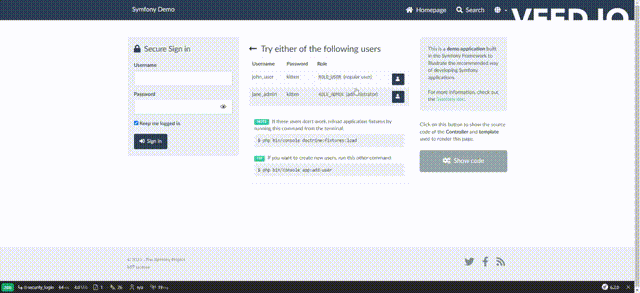 Symfony Demo
Homepage
Search
VEED.IO
Secure Sign in
Username
Password
Keep me logged in
Sign in
Try either of the following users
Username Password Role
john_user kitten ROLE_USER (regular user)
jane_admin kitten ROLE_ADMIN (administrator)
NOTE If these users don't work, reload application fixtures by
running this command from the terminal:
$ php bin/console doctrine:fixtures:load
TIP If you want to create new users, run this other command:
$ php bin/console app:add-user
This is a demo application built
in the Symfony Framework to
illustrate the recommended
way of developing Symfony
applications.
For more information, check out
the Symfony doc.
Click on this button to show the source
code of the Controller and template
used to render this page.
Show code
MIT License
200 @ security_login
n/a